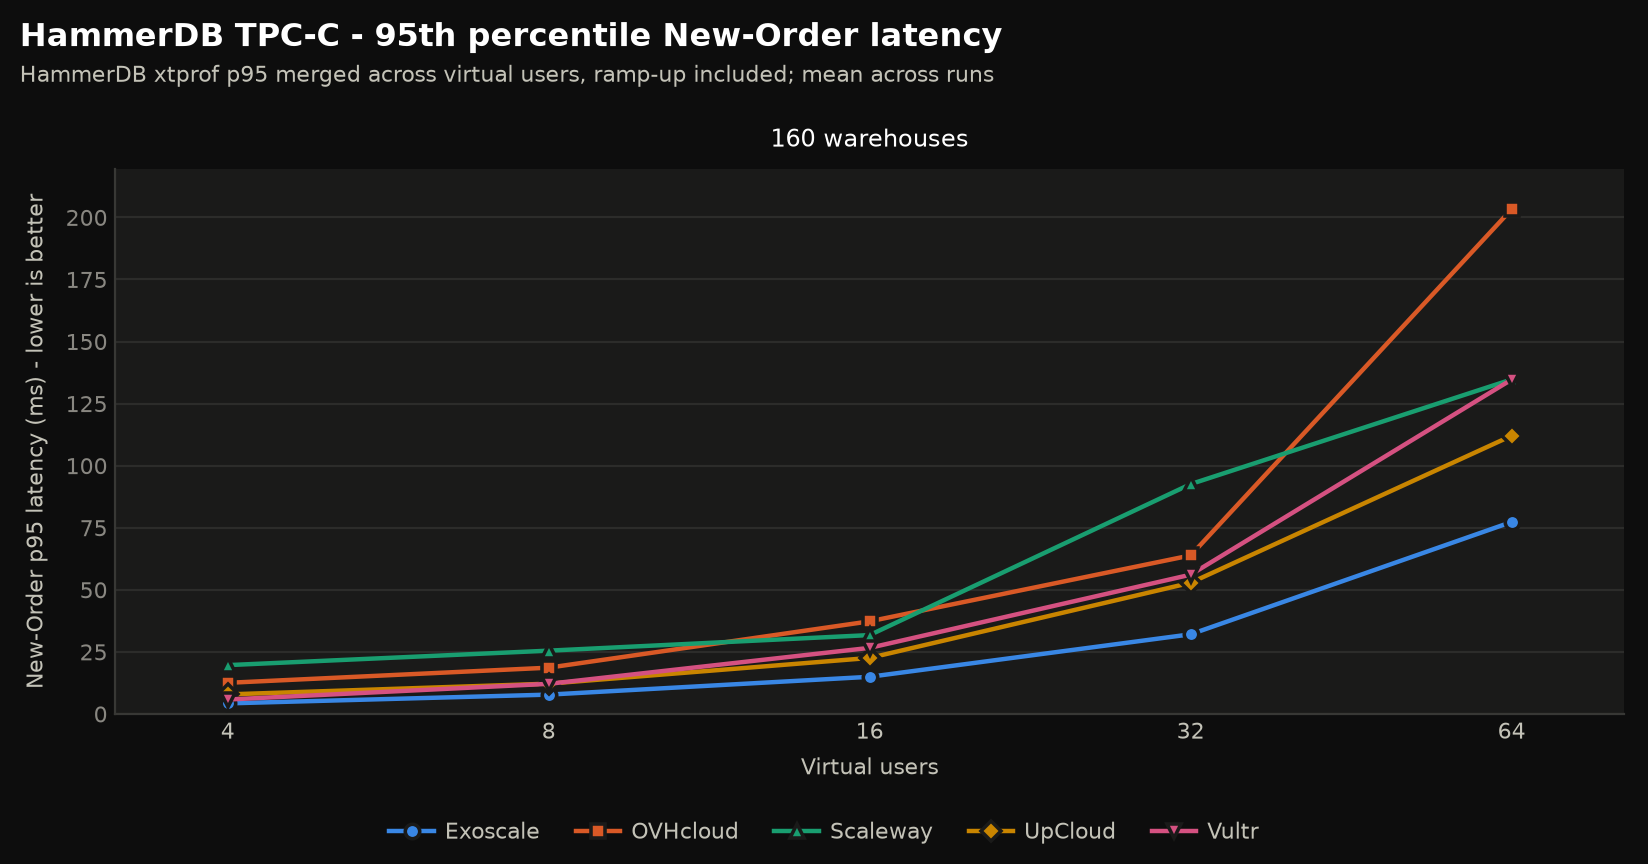 HammerDB TPC-C - 95th percentile New-Order latency
HammerDB xtprof p95 merged across virtual users, ramp-up included; mean across runs
160 warehouses
New-Order p95 latency (ms) - lower is better
200
175
150
125
100
75
50
25
0
4 8 16 32 64
Virtual users
Exoscale OVHcloud Scaleway UpCloud Vultr